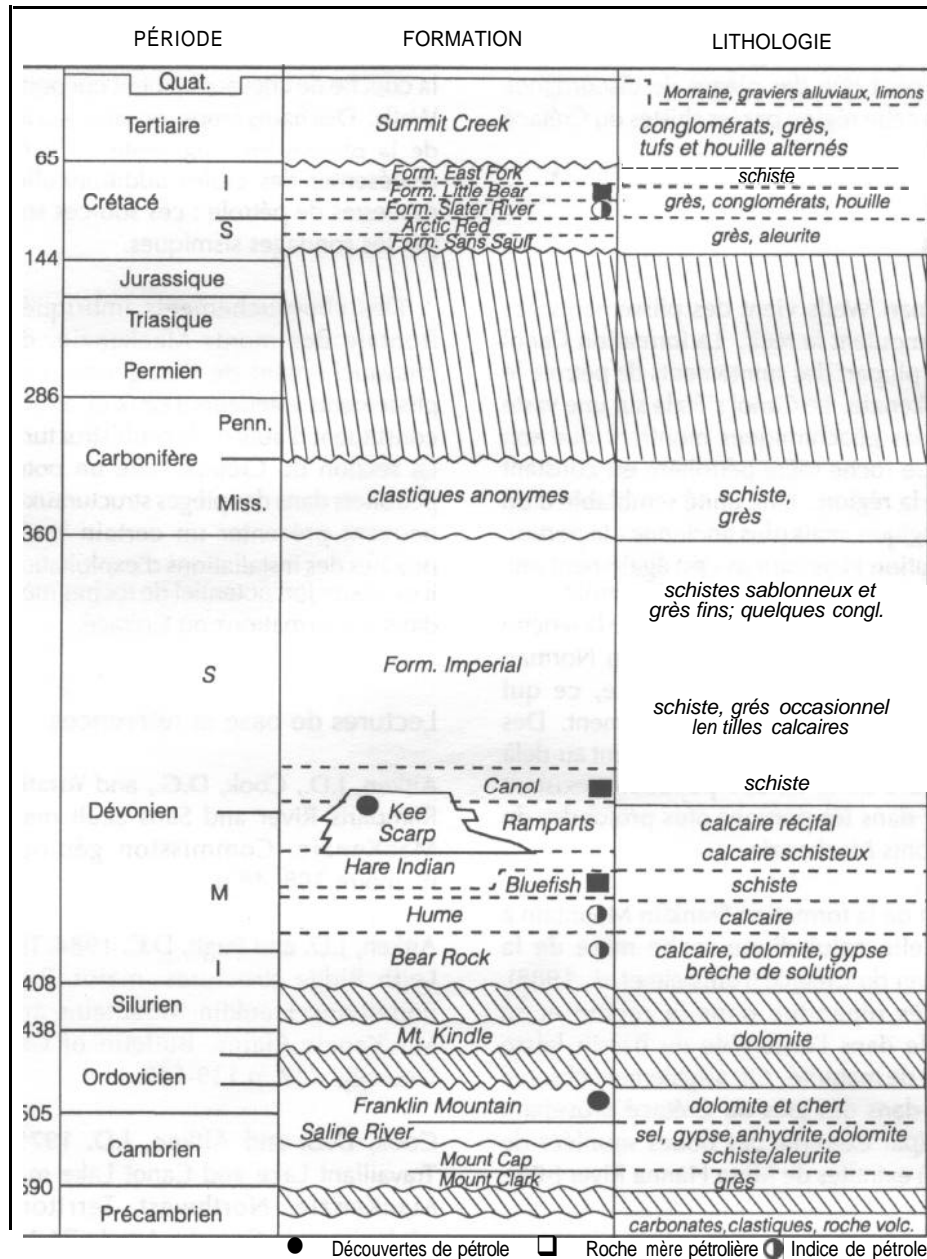 PÉRIODE FORMATION LITHOLOGIE
Quat. Morraine, graviers alluviaux, limons
Tertiaire Summit Creek conglomérats, grès,
tufs et houille alternés
65
I Form. East Fork schiste
Crétacé Form. Little Bear grès, conglomérats, houille
Form. Slater River
S Arctic Red grès, aleurite
Form. Sans Sault
144
Jurassique
Triasique
Permien
286
Penn.
Carbonifère
clastiques anonymes schiste,
Miss. grès
360
schistes sablonneux et
grès fins; quelques congl.
S Form. Imperial
schiste, grés occasionnel
len tilles calcaires
Canol schiste
Dévonien Kee
Scarp Ramparts calcaire récifal
Hare Indian calcaire schisteux
M Bluefish schiste
Hume calcaire
I Bear Rock calcaire, dolomite, gypse
brèche de solution
408
Silurien
438
Mt. Kindle dolomite
Ordovicien
505 Franklin Mountain dolomite et chert
Saline River sel, gypse,anhydrite,dolomite
Cambrien Mount Cap schiste/aleurite
590 Mount Clark grès
Précambrien carbonates,clastiques, roche volc.
Découvertes de pétrole Roche mère pétrolière Indice de pétrole